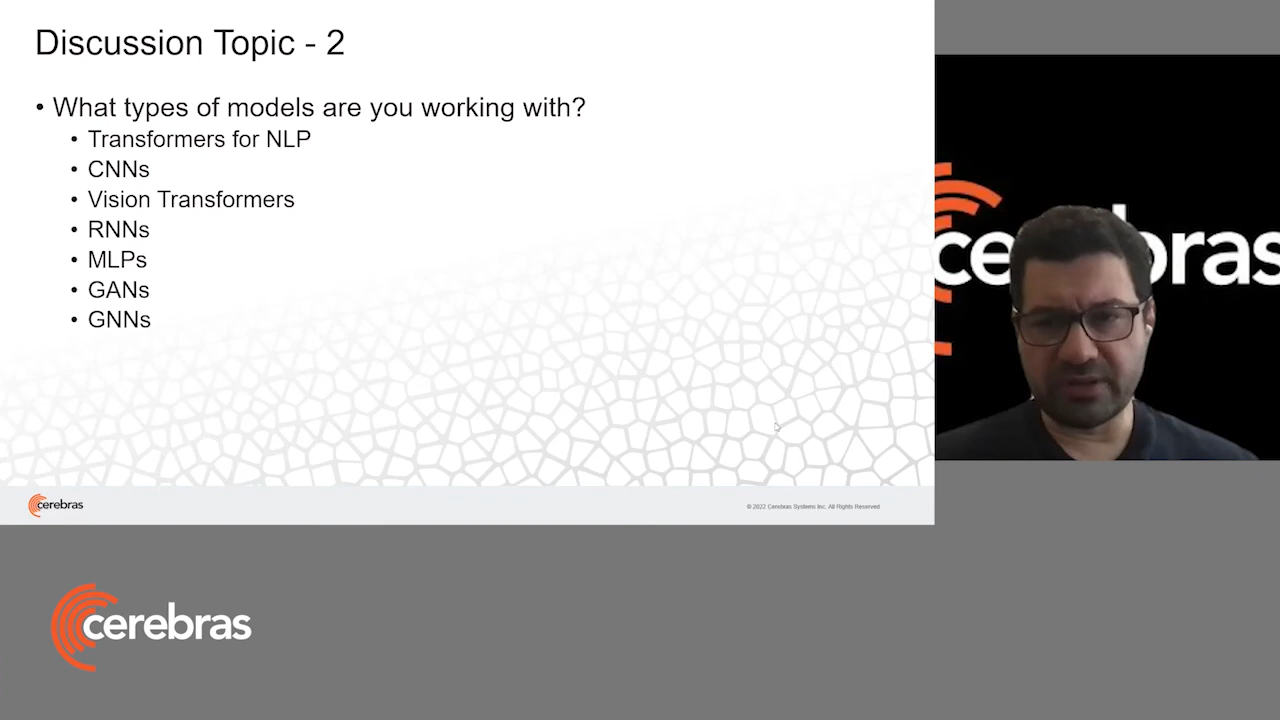 Discussion Topic - 2
• What types of models are you working with?
• Transformers for NLP
• CNNs
• Vision Transformers
• RNNs
• MLPs
• GANs
• GNNs
cerebras
© 2022 Cerebras Systems Inc. All Rights Reserved
cerebras
cerebras